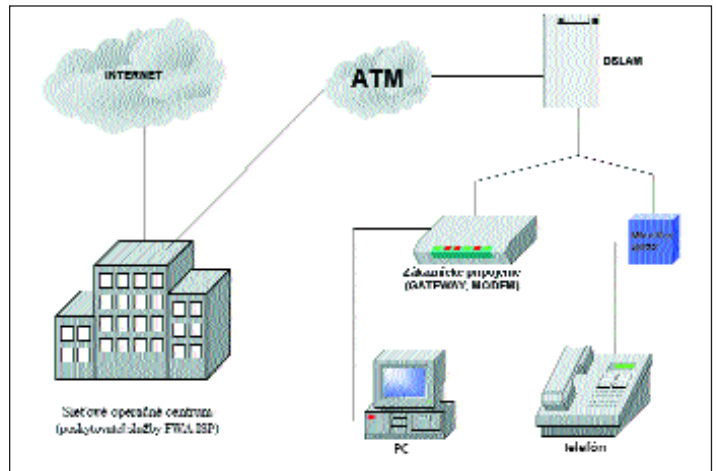 INTERNET
ATM
DSLAM
Zákaznícke pripojenie
(GATEWAY, MODEM)
Sieťové operačné centrum
(poskytovateľ služby FWA ISP)
PC
telefón